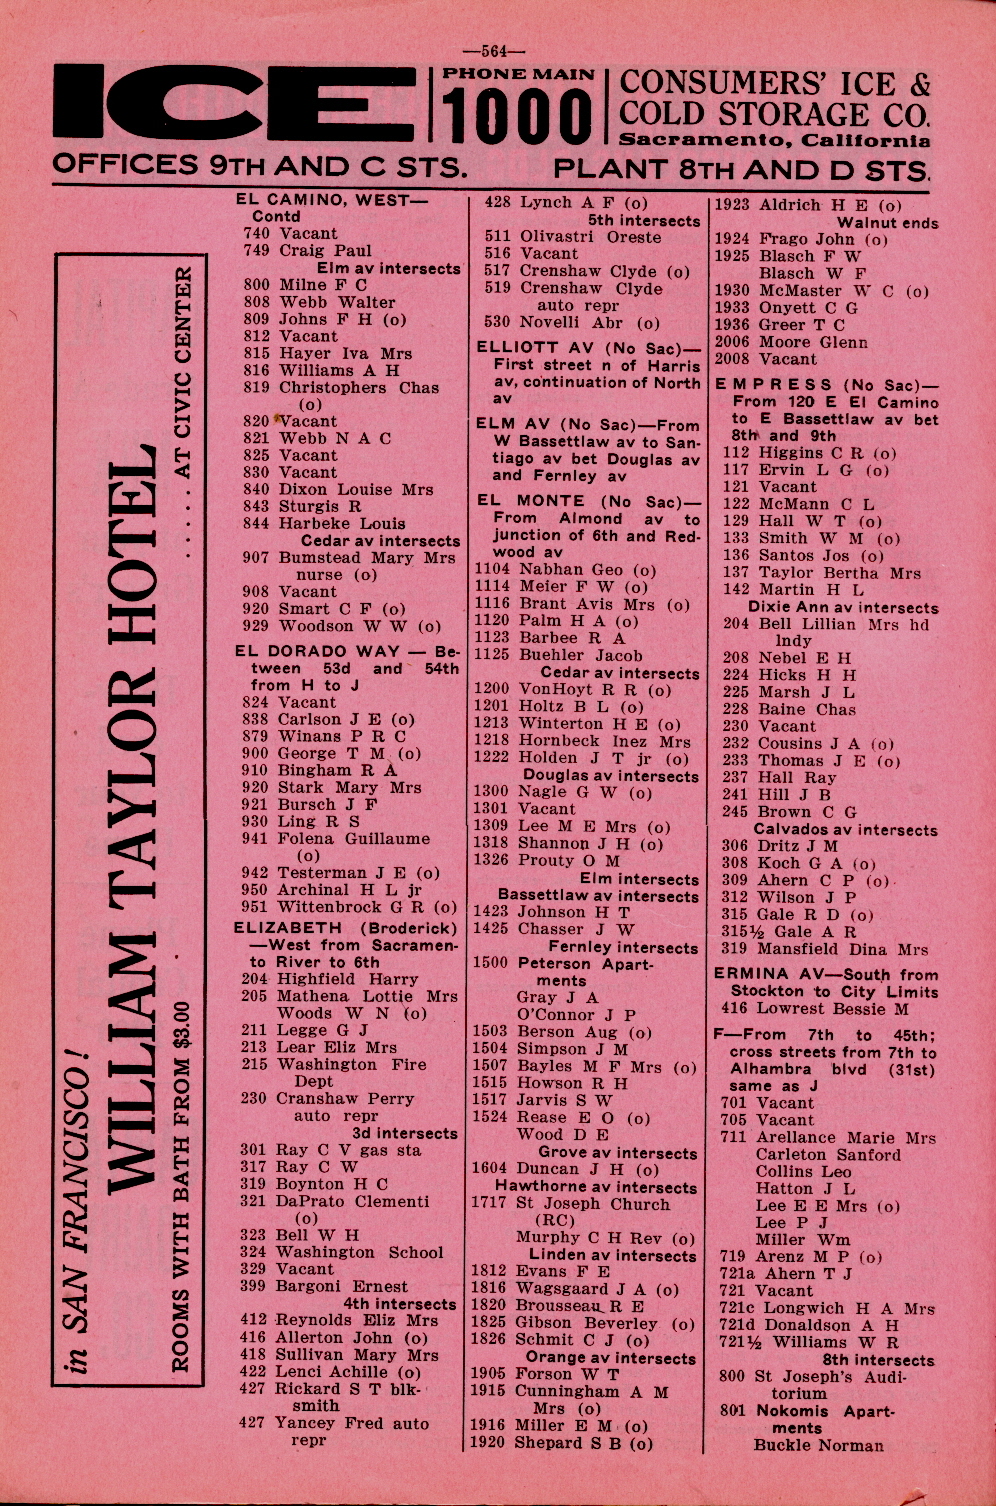 —564—
ICE
PHONE MAIN
1000
CONSUMERS' ICE &
COLD STORAGE CO.
Sacramento, California
OFFICES 9TH AND C STS. PLANT 8TH AND D STS.
in SAN FRANCISCO!
WILLIAM TAYLOR HOTEL
ROOMS WITH BATH FROM $3.00 ..... AT CIVIC CENTER
EL CAMINO, WEST—
Contd
740 Vacant
749 Craig Paul
Elm av intersects
800 Milne F C
808 Webb Walter
809 Johns F H (o)
812 Vacant
815 Hayer Iva Mrs
816 Williams A H
819 Christophers Chas
(o)
820 Vacant
821 Webb N A C
825 Vacant
830 Vacant
840 Dixon Louise Mrs
843 Sturgis R
844 Harbeke Louis
Cedar av intersects
907 Bumstead Mary Mrs
nurse (o)
908 Vacant
920 Smart C F (o)
929 Woodson W W (o)
EL DORADO WAY — Be-
tween 53d and 54th
from H to J
824 Vacant
838 Carlson J E (o)
879 Winans P R C
900 George T M (o)
910 Bingham R A
920 Stark Mary Mrs
921 Bursch J F
930 Ling R S
941 Folena Guillaume
(o)
942 Testerman J E (o)
950 Archinal H L jr
951 Wittenbrock G R (o)
ELIZABETH (Broderick)
—West from Sacramen-
to River to 6th
204 Highfield Harry
205 Mathena Lottie Mrs
Woods W N (o)
211 Legge G J
213 Lear Eliz Mrs
215 Washington Fire
Dept
230 Cranshaw Perry
auto repr
3d intersects
301 Ray C V gas sta
317 Ray C W
319 Boynton H C
321 DaPrato Clementi
(o)
323 Bell W H
324 Washington School
329 Vacant
399 Bargoni Ernest
4th intersects
412 Reynolds Eliz Mrs
416 Allerton John (o)
418 Sullivan Mary Mrs
422 Lenci Achille (o)
427 Rickard S T blk-
smith
427 Yancey Fred auto
repr
428 Lynch A F (o)
5th intersects
511 Olivastri Oreste
516 Vacant
517 Crenshaw Clyde (o)
519 Crenshaw Clyde
auto repr
530 Novelli Abr (o)
ELLIOTT AV (No Sac)—
First street n of Harris
av, continuation of North
av
ELM AV (No Sac)—From
W Bassettlaw av to San-
tiago av bet Douglas av
and Fernley av
EL MONTE (No Sac)—
From Almond av to
junction of 6th and Red-
wood av
1104 Nabhan Geo (o)
1114 Meier F W (o)
1116 Brant Avis Mrs (o)
1120 Palm H A (o)
1123 Barbee R A
1125 Buehler Jacob
Cedar av intersects
1200 VonHoyt R R (o)
1201 Holtz B L (o)
1213 Winterton H E (o)
1218 Hornbeck Inez Mrs
1222 Holden J T jr (o)
Douglas av intersects
1300 Nagle G W (o)
1301 Vacant
1309 Lee M E Mrs (o)
1318 Shannon J H (o)
1326 Prouty O M
Elm intersects
Bassettlaw av intersects
1423 Johnson H T
1425 Chasser J W
Fernley intersects
1500 Peterson Apart-
ments
Gray J A
O'Connor J P
1503 Berson Aug (o)
1504 Simpson J M
1507 Bayles M F Mrs (o)
1515 Howson R H
1517 Jarvis S W
1524 Rease E O (o)
Wood D E
Grove av intersects
1604 Duncan J H (o)
Hawthorne av intersects
1717 St Joseph Church
(RC)
Murphy C H Rev (o)
Linden av intersects
1812 Evans F E
1816 Wagsgaard J A (o)
1820 Brousseau R E
1825 Gibson Beverley (o)
1826 Schmit C J (o)
Orange av intersects
1905 Forson W T
1915 Cunningham A M
Mrs (o)
1916 Miller E M (o)
1920 Shepard S B (o)
1923 Aldrich H E (o)
Walnut ends
1924 Frago John (o)
1925 Blasch F W
Blasch W F
1930 McMaster W C (o)
1933 Onyett C G
1936 Greer T C
2006 Moore Glenn
2008 Vacant
EMPRESS (No Sac)—
From 120 E El Camino
to E Bassettlaw av bet
8th and 9th
112 Higgins C R (o)
117 Ervin L G (o)
121 Vacant
122 McMann C L
129 Hall W T (o)
133 Smith W M (o)
136 Santos Jos (o)
137 Taylor Bertha Mrs
142 Martin H L
Dixie Ann av intersects
204 Bell Lillian Mrs hd
lndy
208 Nebel E H
224 Hicks H H
225 Marsh J L
228 Baine Chas
230 Vacant
232 Cousins J A (o)
233 Thomas J E (o)
237 Hall Ray
241 Hill J B
245 Brown C G
Calvados av intersects
306 Dritz J M
308 Koch G A (o)
309 Ahern C P (o)
312 Wilson J P
315 Gale R D (o)
315½ Gale A R
319 Mansfield Dina Mrs
ERMINA AV—South from
Stockton to City Limits
416 Lowrest Bessie M
F—From 7th to 45th;
cross streets from 7th to
Alhambra blvd (31st)
same as J
701 Vacant
705 Vacant
711 Arellance Marie Mrs
Carleton Sanford
Collins Leo
Hatton J L
Lee E E Mrs (o)
Lee P J
Miller Wm
719 Arenz M P (o)
721a Ahern T J
721 Vacant
721c Longwich H A Mrs
721d Donaldson A H
721½ Williams W R
8th intersects
800 St Joseph's Audi-
torium
801 Nokomis Apart-
ments
Buckle Norman